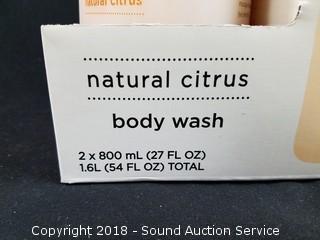 natural citrus
natural citrus
body wash
2 x 800 mL (27 FL OZ)
1.6L (54 FL OZ) TOTAL
Copyright 2018 - Sound Auction Service